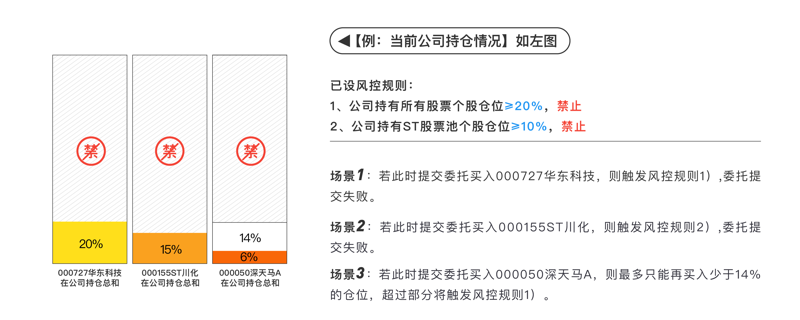 ◀【例：当前公司持仓情况】如左图
已设风控规则：
1、公司持有所有股票个股仓位≥20%，禁止
2、公司持有ST股票池个股仓位≥10%，禁止
场景1：若此时提交委托买入000727华东科技，则触发风控规则1）,委托提
交失败。
场景2：若此时提交委托买入000155ST川化，则触发风控规则2）,委托提
交失败。
场景3：若此时提交委托买入000050深天马A，则最多只能再买入少于14%
的仓位，超过部分将触发风控规则1）。
禁
禁
禁
20%
15%
14%
6%
000727华东科技
在公司持仓总和
000155ST川化
在公司持仓总和
000050深天马A
在公司持仓总和